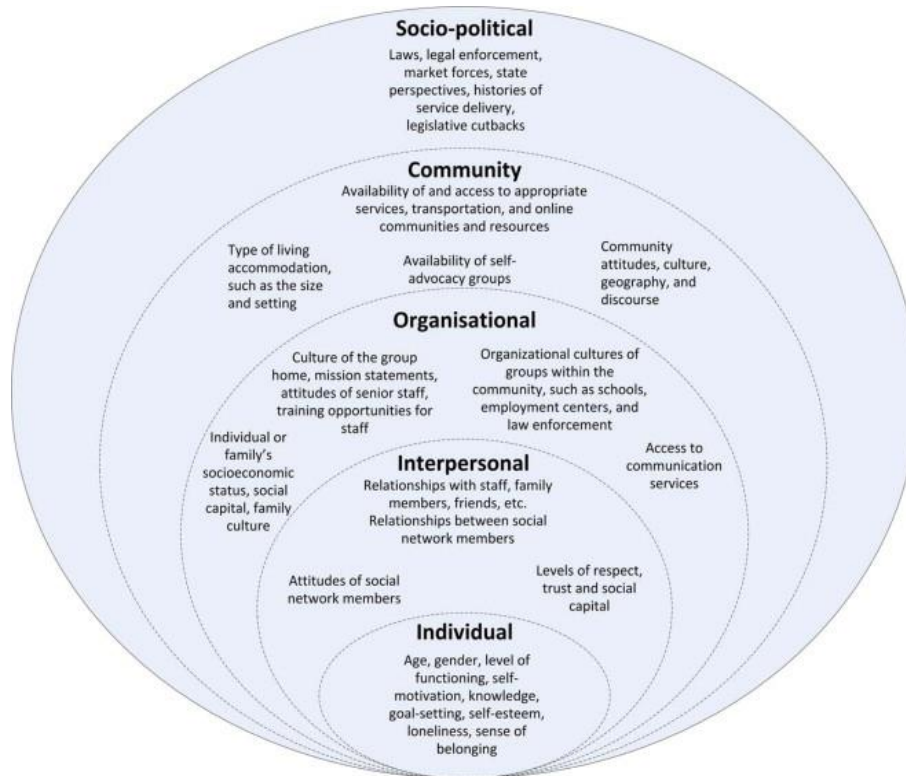 Socio-political
Laws, legal enforcement,
market forces, state
perspectives, histories of
service delivery,
legislative cutbacks
Community
Availability of and access to appropriate
services, transportation, and online
communities and resources
Type of living
accommodation,
such as the size
and setting
Availability of self-
advocacy groups
Community
attitudes, culture,
geography, and
discourse
Organisational
Culture of the group
home, mission statements,
attitudes of senior staff,
training opportunities for
staff
Organizational cultures of
groups within the
community, such as schools,
employment centers, and
law enforcement
Individual or
family's
socioeconomic
status, social
capital, family
culture
Access to
communication
services
Interpersonal
Relationships with staff, family
members, friends, etc.
Relationships between social
network members
Attitudes of social
network members
Levels of respect,
trust and social
capital
Individual
Age, gender, level of
functioning, self-
motivation, knowledge,
goal-setting, self-esteem,
loneliness, sense of
belonging